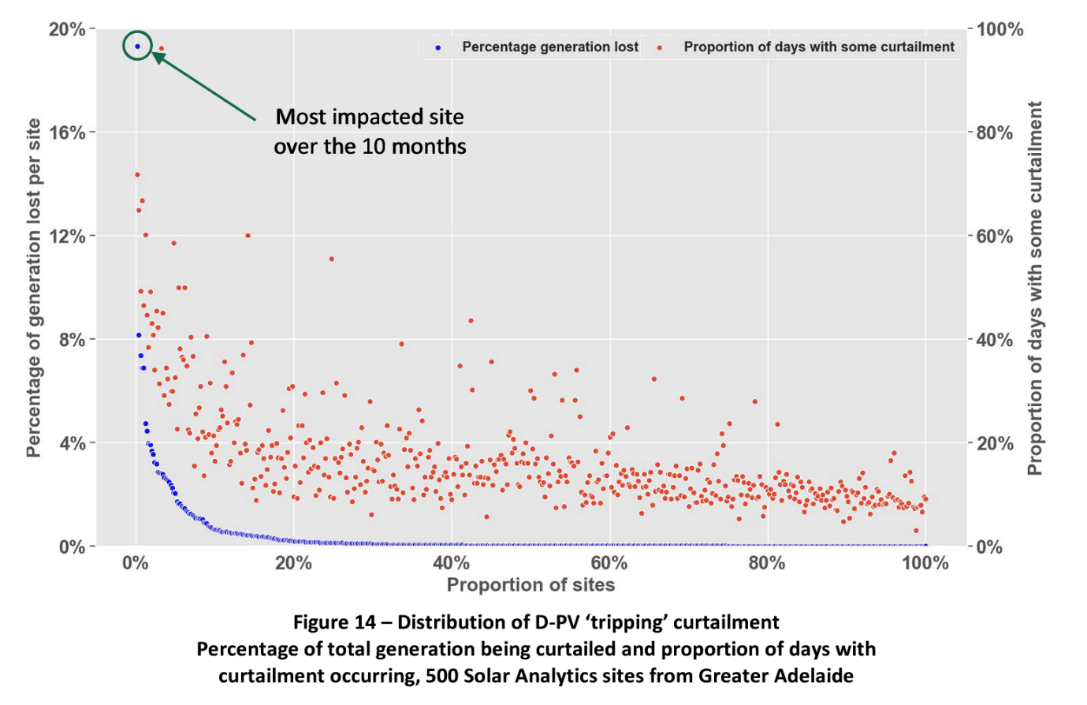 20%
100%
Percentage generation lost
Proportion of days with some curtailment
Most impacted site
over the 10 months
16%
80%
12%
60%
8%
40%
4%
20%
0%
0%
Percentage of generation lost per site
Proportion of days with some curtailment
0% 20% 40% 60% 80% 100%
Proportion of sites
Figure 14 – Distribution of D-PV ‘tripping’ curtailment
Percentage of total generation being curtailed and proportion of days with
curtailment occurring, 500 Solar Analytics sites from Greater Adelaide